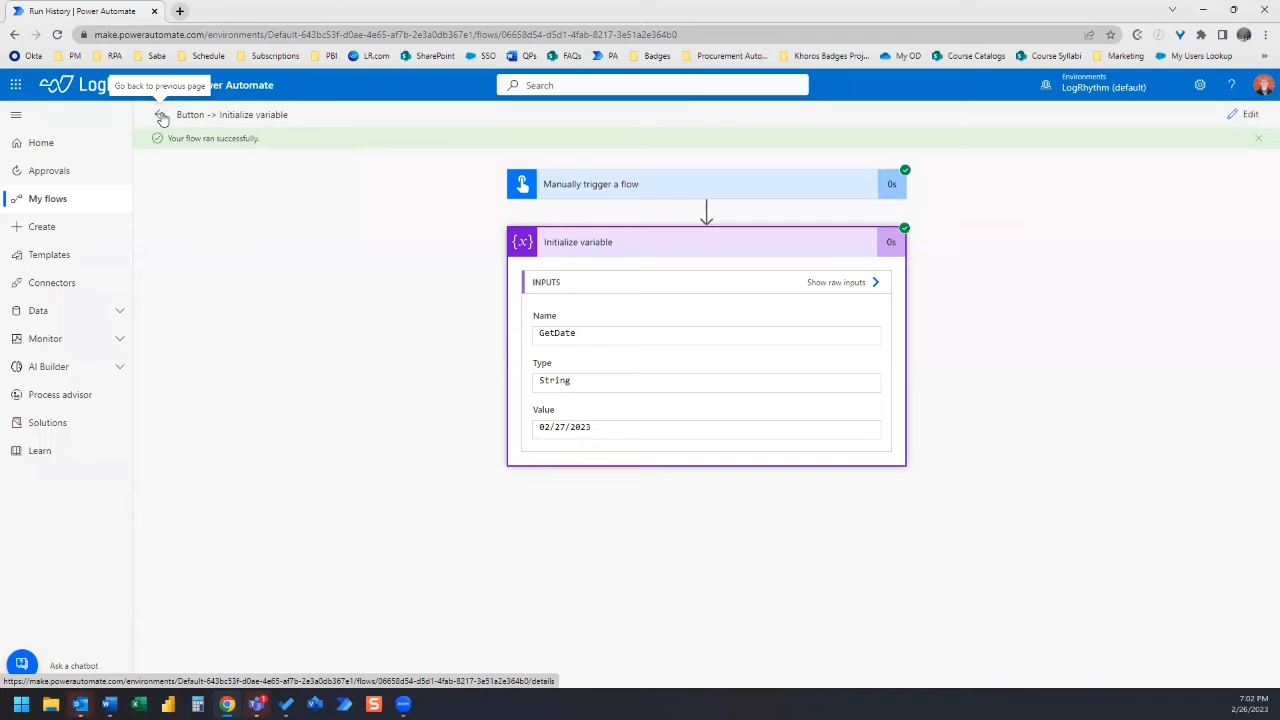 Run History | Power Automate
make.powerautomate.com/environments/Default-643bc53f-d0ae-4e65-af7b-2e3a0db367e1/flows/06658d54-d5d1-4fab-8217-3e51a2e364b0
Okta PM RPA Saba Schedule Subscriptions PBI LR.com SharePoint SSO QPs FAQs PA Badges Procurement Auto... Khoros Badges Proj... My OD Course Catalogs Course Syllabi Marketing My Users Lookup »
Go back to previous page
Search
Environments
LogRhythm (default)
Button -> Initialize variable
Edit
Your flow ran successfully.
Home
Approvals
My flows
Create
Templates
Connectors
Data
Monitor
AI Builder
Process advisor
Solutions
Learn
Manually trigger a flow
0s
{x} Initialize variable
0s
INPUTS
Show raw inputs
Name
GetDate
Type
String
Value
02/27/2023
Ask a chatbot
https://make.powerautomate.com/environments/Default-643bc53f-d0ae-4e65-af7b-2e3a0db367e1/flows/06658d54-d5d1-4fab-8217-3e51a2e364b0/details
7:02 PM
2/26/2023